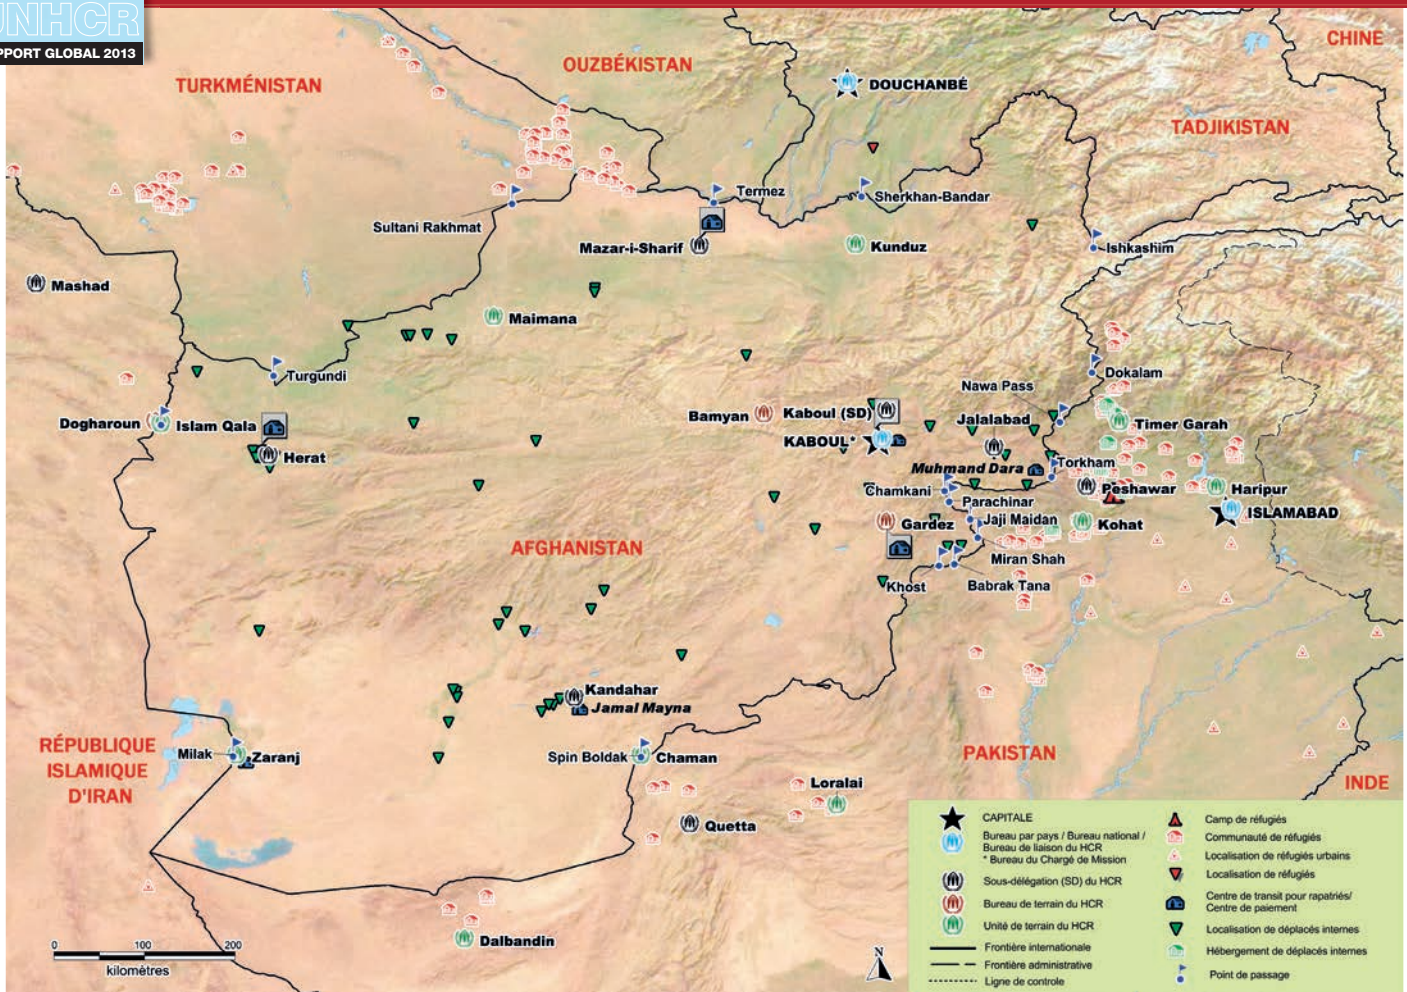 UNHCR
PPORT GLOBAL 2013
CHINE
OUZBÉKISTAN
TURKMÉNISTAN
DOUCHANBÉ
TADJIKISTAN
Termez
Sherkhan-Bandar
Sultani Rakhmat
Mazar-i-Sharif
Kunduz
Ishkashim
Mashad
Maimana
Turgundi
Dokalam
Nawa Pass
Dogharoun
Islam Qala
Bamyan
Kaboul (SD)
Jalalabad
Timer Garah
KABOUL*
Herat
Muhmand Dara
Torkham
Chamkani
Peshawar
Haripur
Parachinar
ISLAMABAD
Gardez
Jaji Maidan
Kohat
AFGHANISTAN
Miran Shah
Khost
Babrak Tana
Kandahar
Jamal Mayna
RÉPUBLIQUE
ISLAMIQUE
D'IRAN
Milak
Zaranj
Spin Boldak
Chaman
PAKISTAN
INDE
Loralai
Quetta
Dalbandin
0 100 200
kilomètres
N
CAPITALE
Bureau par pays / Bureau national /
Bureau de liaison du HCR
* Bureau du Chargé de Mission
Sous-délégation (SD) du HCR
Bureau de terrain du HCR
Unité de terrain du HCR
Frontière internationale
Frontière administrative
Ligne de controle
Camp de réfugiés
Communauté de réfugiés
Localisation de réfugiés urbains
Localisation de réfugiés
Centre de transit pour rapatriés/
Centre de paiement
Localisation de déplacés internes
Hébergement de déplacés internes
Point de passage